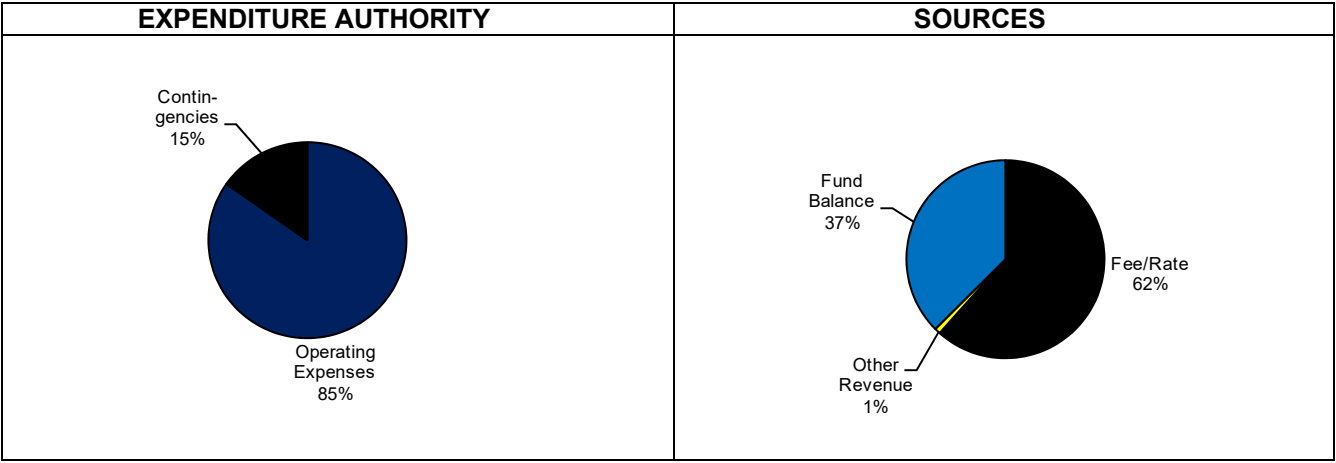 EXPENDITURE AUTHORITY
Contin-
gencies
15%
Operating
Expenses
85%
SOURCES
Fund
Balance
37%
Fee/Rate
62%
Other
Revenue
1%